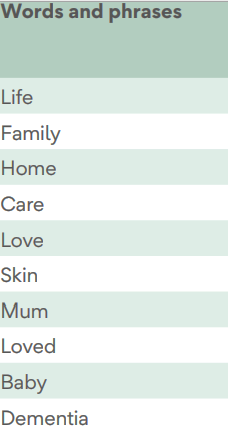 Words and phrases
Life
Family
Home
Care
Love
Skin
Mum
Loved
Baby
Dementia